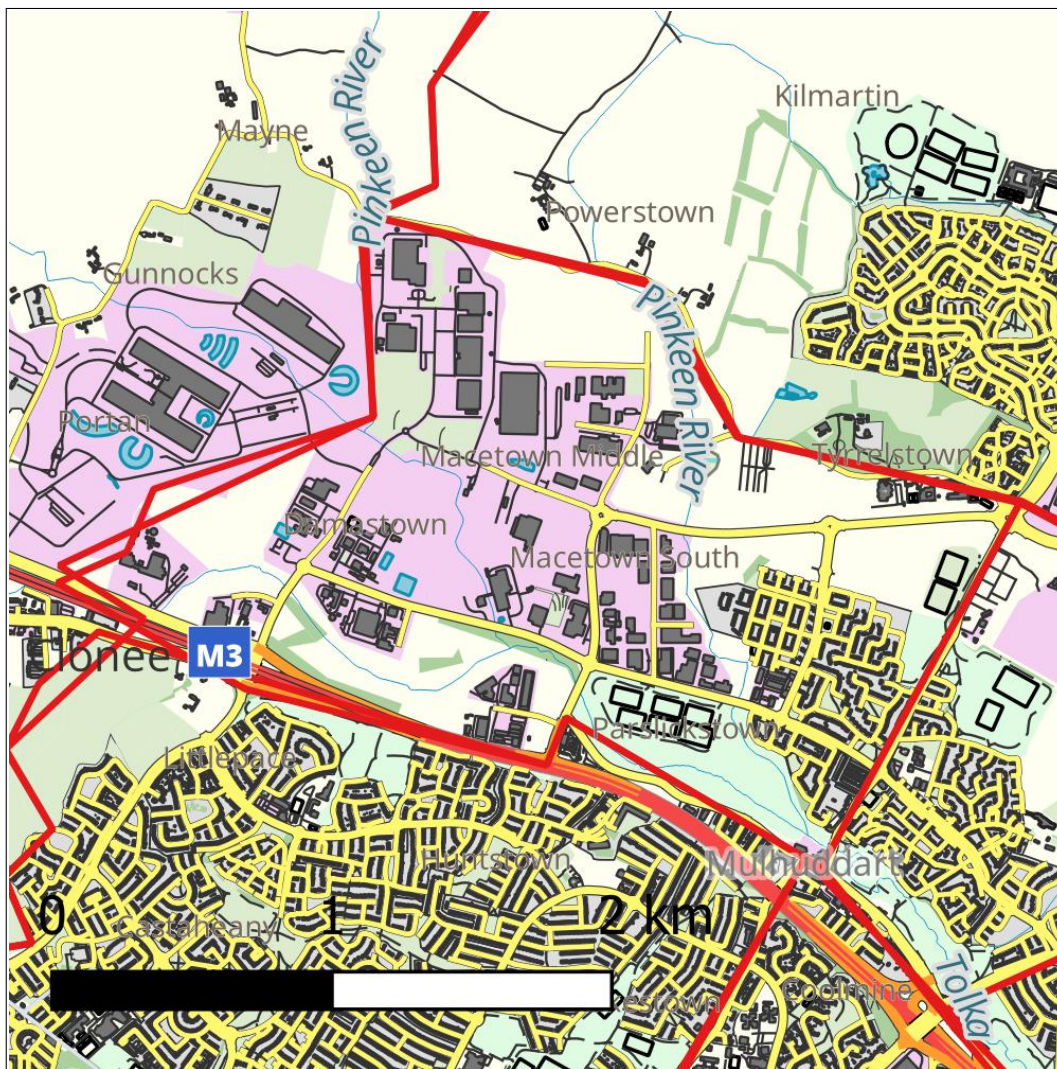 Pinkeen River
Kilmartin
Mayne
Powerstown
Gunnocks
Pinkeen River
Portan
Macetown Middle
Tyrrelstown
Damastown
Macetown South
M3
Parslickstown
Littlepace
Huntstown
Mulhuddart
0 1 2 km
Castaheany
Coolmine
Tolka